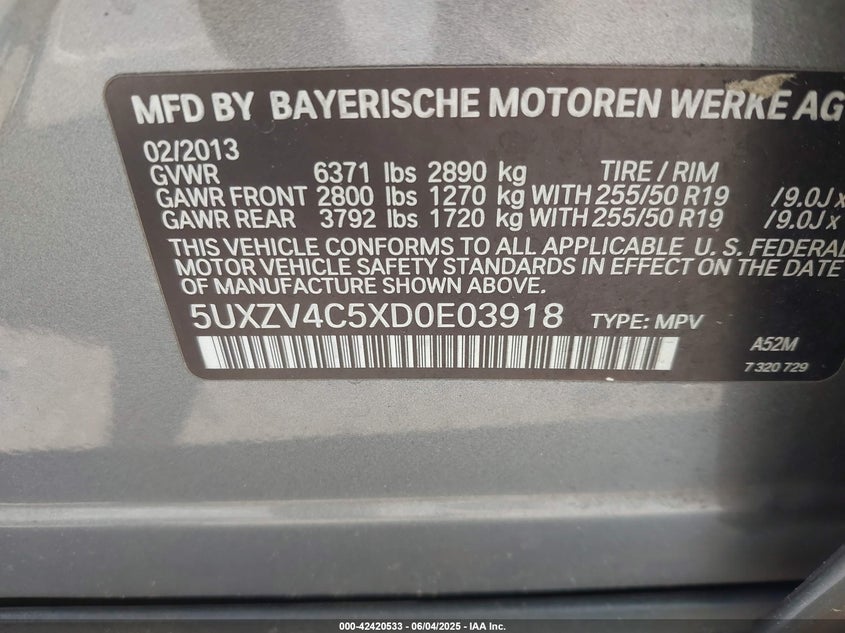 MFD BY BAYERISCHE MOTOREN WERKE AG
02/2013
GVWR 6371 lbs 2890 kg TIRE / RIM
GAWR FRONT 2800 lbs 1270 kg WITH 255/50 R19 /9.0J x
GAWR REAR 3792 lbs 1720 kg WITH 255/50 R19 /9.0J x
THIS VEHICLE CONFORMS TO ALL APPLICABLE U. S. FEDERAL
MOTOR VEHICLE SAFETY STANDARDS IN EFFECT ON THE DATE
OF MANUFACTURE SHOWN ABOVE.
5UXZV4C5XD0E03918 TYPE: MPV
A52M
7 320 729
000-42420533 - 06/04/2025 - IAA Inc.